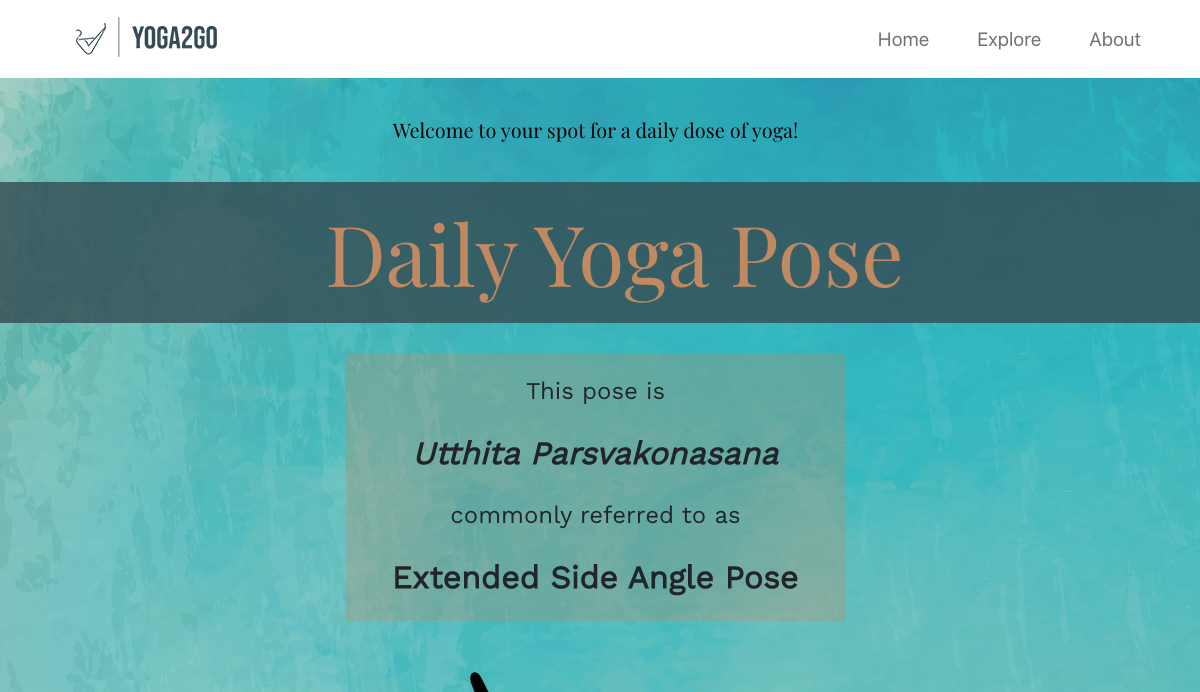 YOGA2GO
Home
Explore
About
Welcome to your spot for a daily dose of yoga!
Daily Yoga Pose
This pose is
Utthita Parsvakonasana
commonly referred to as
Extended Side Angle Pose